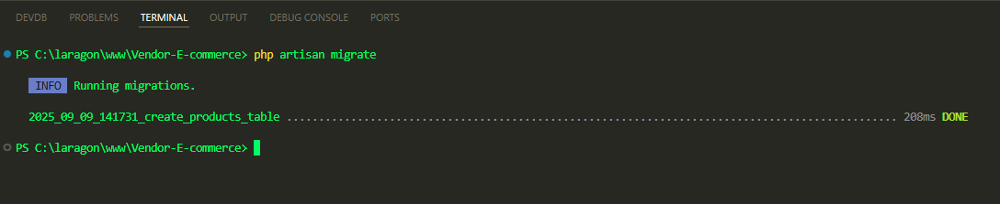 DEVDB PROBLEMS TERMINAL OUTPUT DEBUG CONSOLE PORTS
PS C:\laragon\www\Vendor-E-commerce> php artisan migrate
INFO Running migrations.
2025_09_09_141731_create_products_table ............................................................................................... 208ms DONE
PS C:\laragon\www\Vendor-E-commerce>